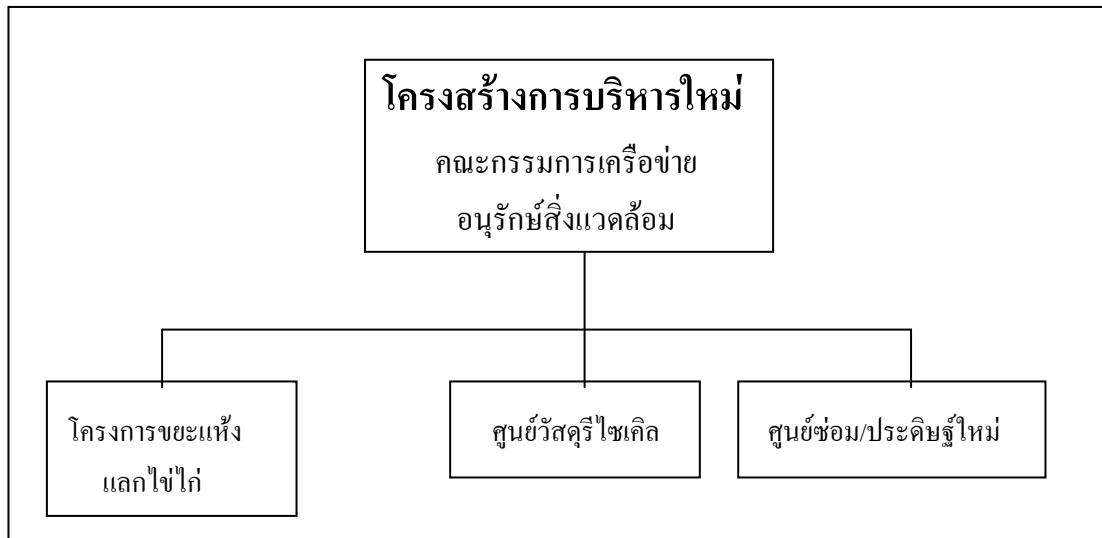 โครงสร้างการบริหารใหม่
คณะกรรมการเครือข่าย
อนุรักษ์สิ่งแวดล้อม
โครงการขยะแห้ง
แลกไข่ไก่
ศูนย์วัสดุรีไซเคิล
ศูนย์ซ่อม/ประดิษฐ์ใหม่